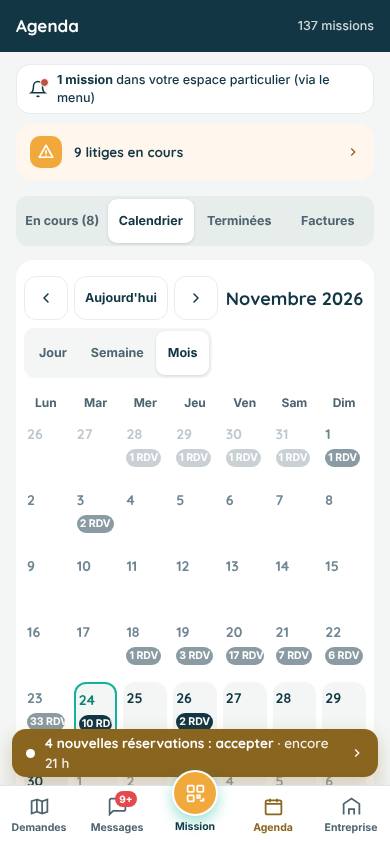 Agenda
137 missions
1 mission dans votre espace particulier (via le
menu)
9 litiges en cours
En cours (8) Calendrier Terminées Factures
Aujourd'hui
Novembre 2026
Jour Semaine Mois
Lun Mar Mer Jeu Ven Sam Dim
26 27 28 29 30 31 1
1 RDV 1 RDV 1 RDV 1 RDV 1 RDV
2 3 4 5 6 7 8
2 RDV
9 10 11 12 13 14 15
16 17 18 19 20 21 22
1 RDV 3 RDV 17 RDV 7 RDV 6 RDV
23 24 25 26 27 28 29
33 RDV 10 RD 2 RDV
4 nouvelles réservations : accepter · encore
21 h
30 1 2 4 5 6
9+
Demandes Messages Mission Agenda Entreprise